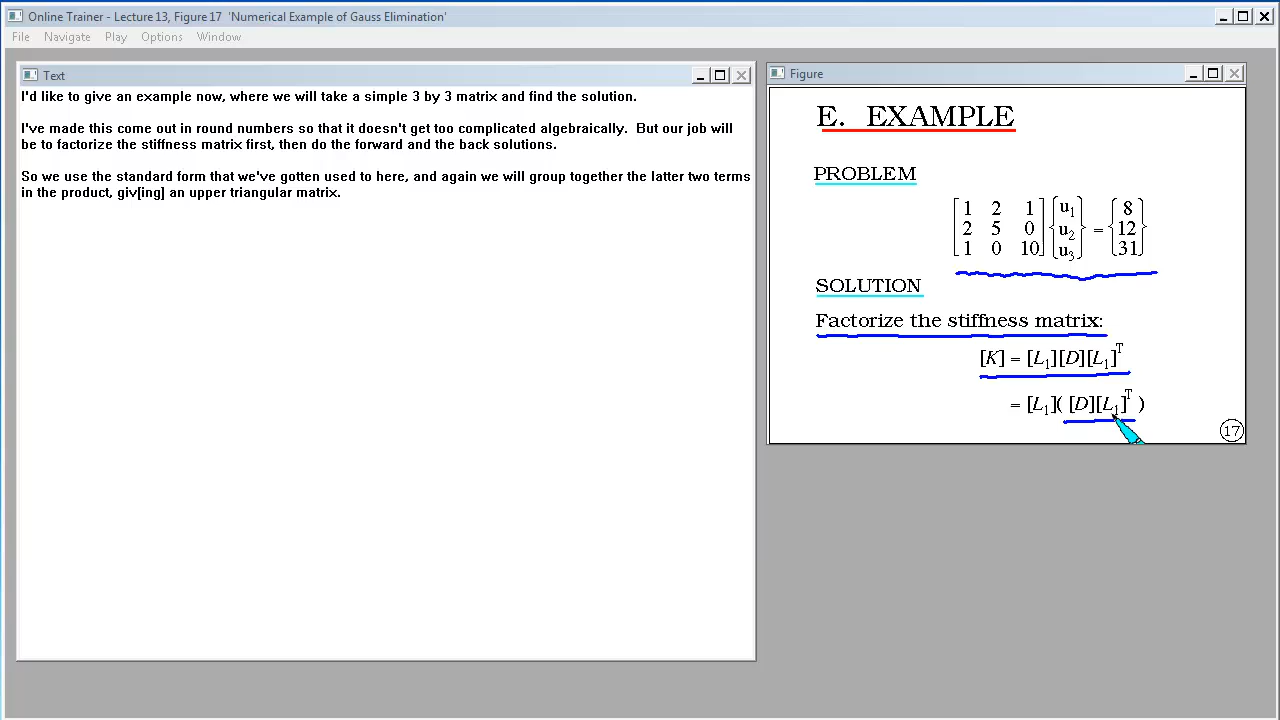 Online Trainer - Lecture 13, Figure 17 'Numerical Example of Gauss Elimination'
File Navigate Play Options Window
Text
I'd like to give an example now, where we will take a simple 3 by 3 matrix and find the solution.
I've made this come out in round numbers so that it doesn't get too complicated algebraically. But our job will
be to factorize the stiffness matrix first, then do the forward and the back solutions.
So we use the standard form that we've gotten used to here, and again we will group together the latter two terms
in the product, giv[ing] an upper triangular matrix.
Figure
E. EXAMPLE
PROBLEM
[1 2 1] {u₁} {8}
[2 5 0] {u₂} = {12}
[1 0 10] {u₃} {31}
SOLUTION
Factorize the stiffness matrix:
[K] = [L₁][D][L₁]ᵀ
= [L₁]( [D][L₁]ᵀ )
17